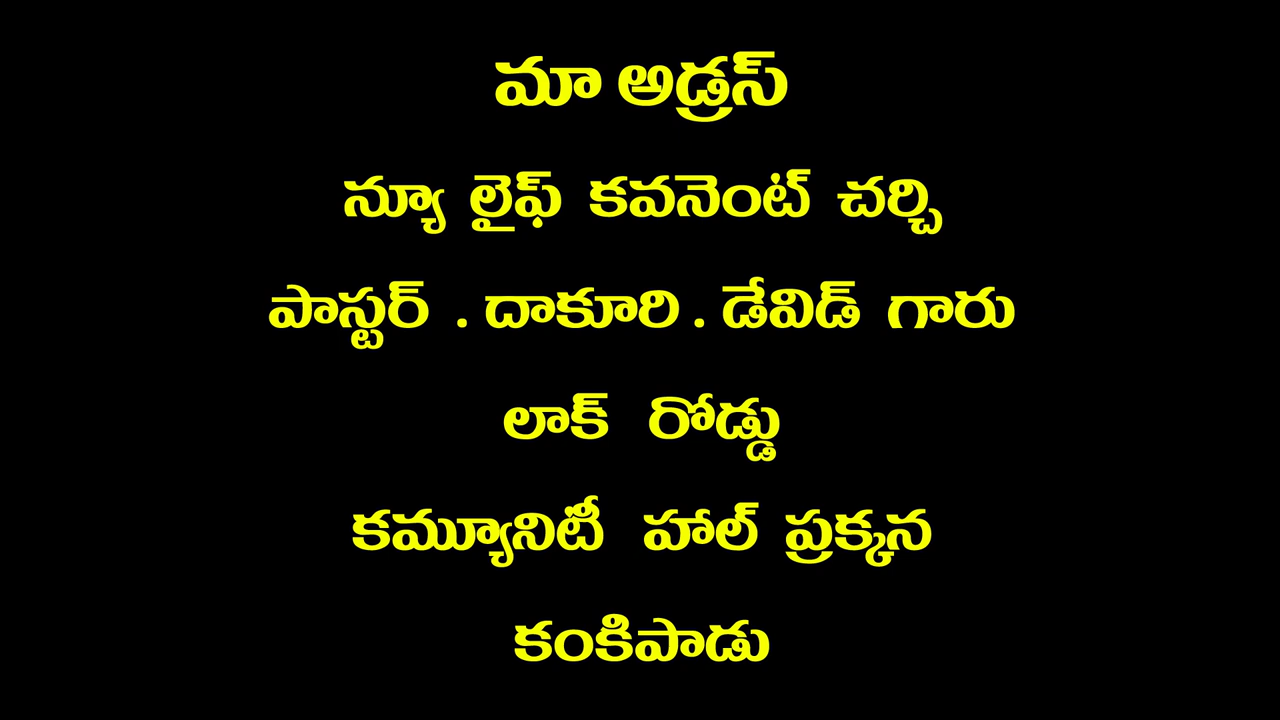 మా అడ్రస్
న్యూ లైఫ్ కవనెంట్ చర్చి
పాస్టర్ . దాకూరి . డేవిడ్ గారు
లాక్ రోడ్డు
కమ్యూనిటీ హాల్ ప్రక్కన
కంకిపాడు